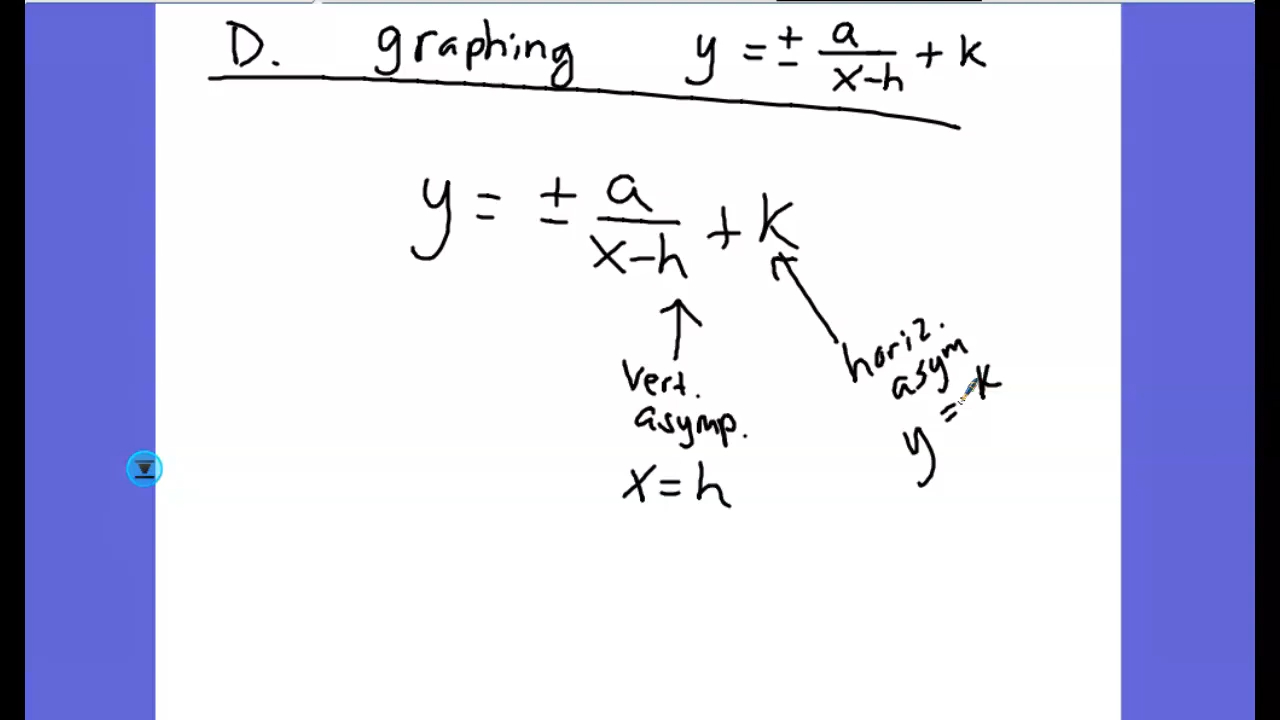 D. graphing y = ± a/(x-h) + k
y = ± a/(x-h) + k
horiz.
asym
y = k
Vert.
asymp.
x = h